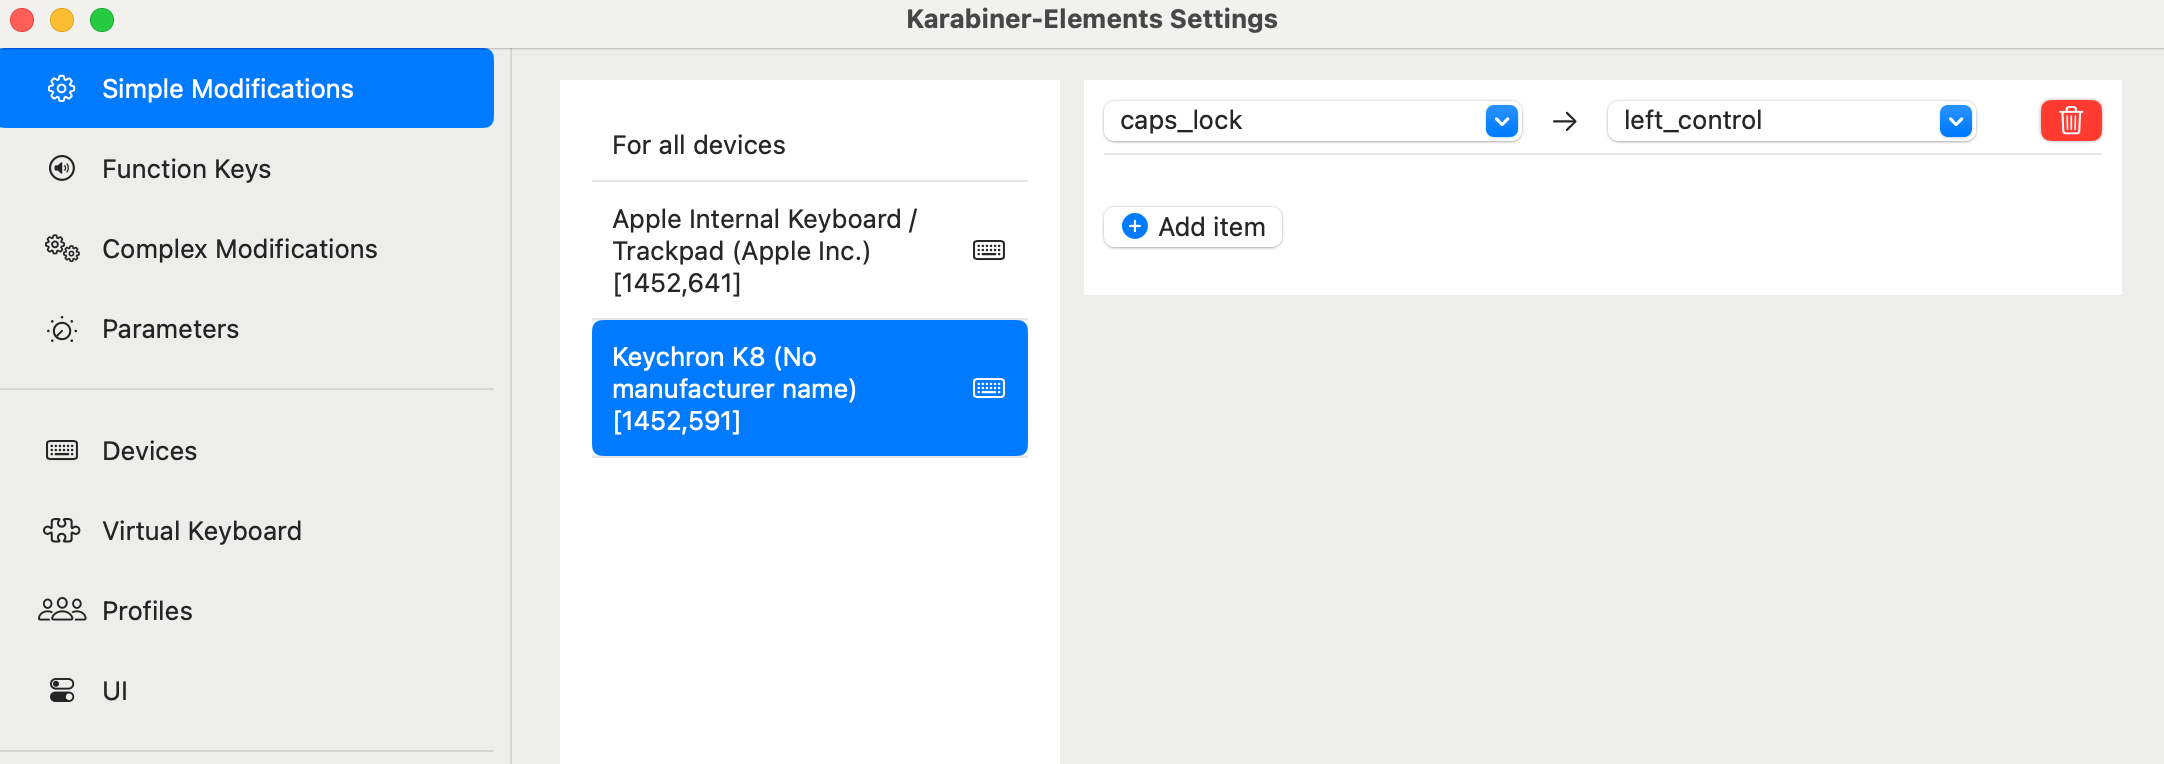 Karabiner-Elements Settings
Simple Modifications
Function Keys
Complex Modifications
Parameters
Devices
Virtual Keyboard
Profiles
UI
For all devices
Apple Internal Keyboard /
Trackpad (Apple Inc.)
[1452,641]
Keychron K8 (No
manufacturer name)
[1452,591]
caps_lock → left_control
Add item